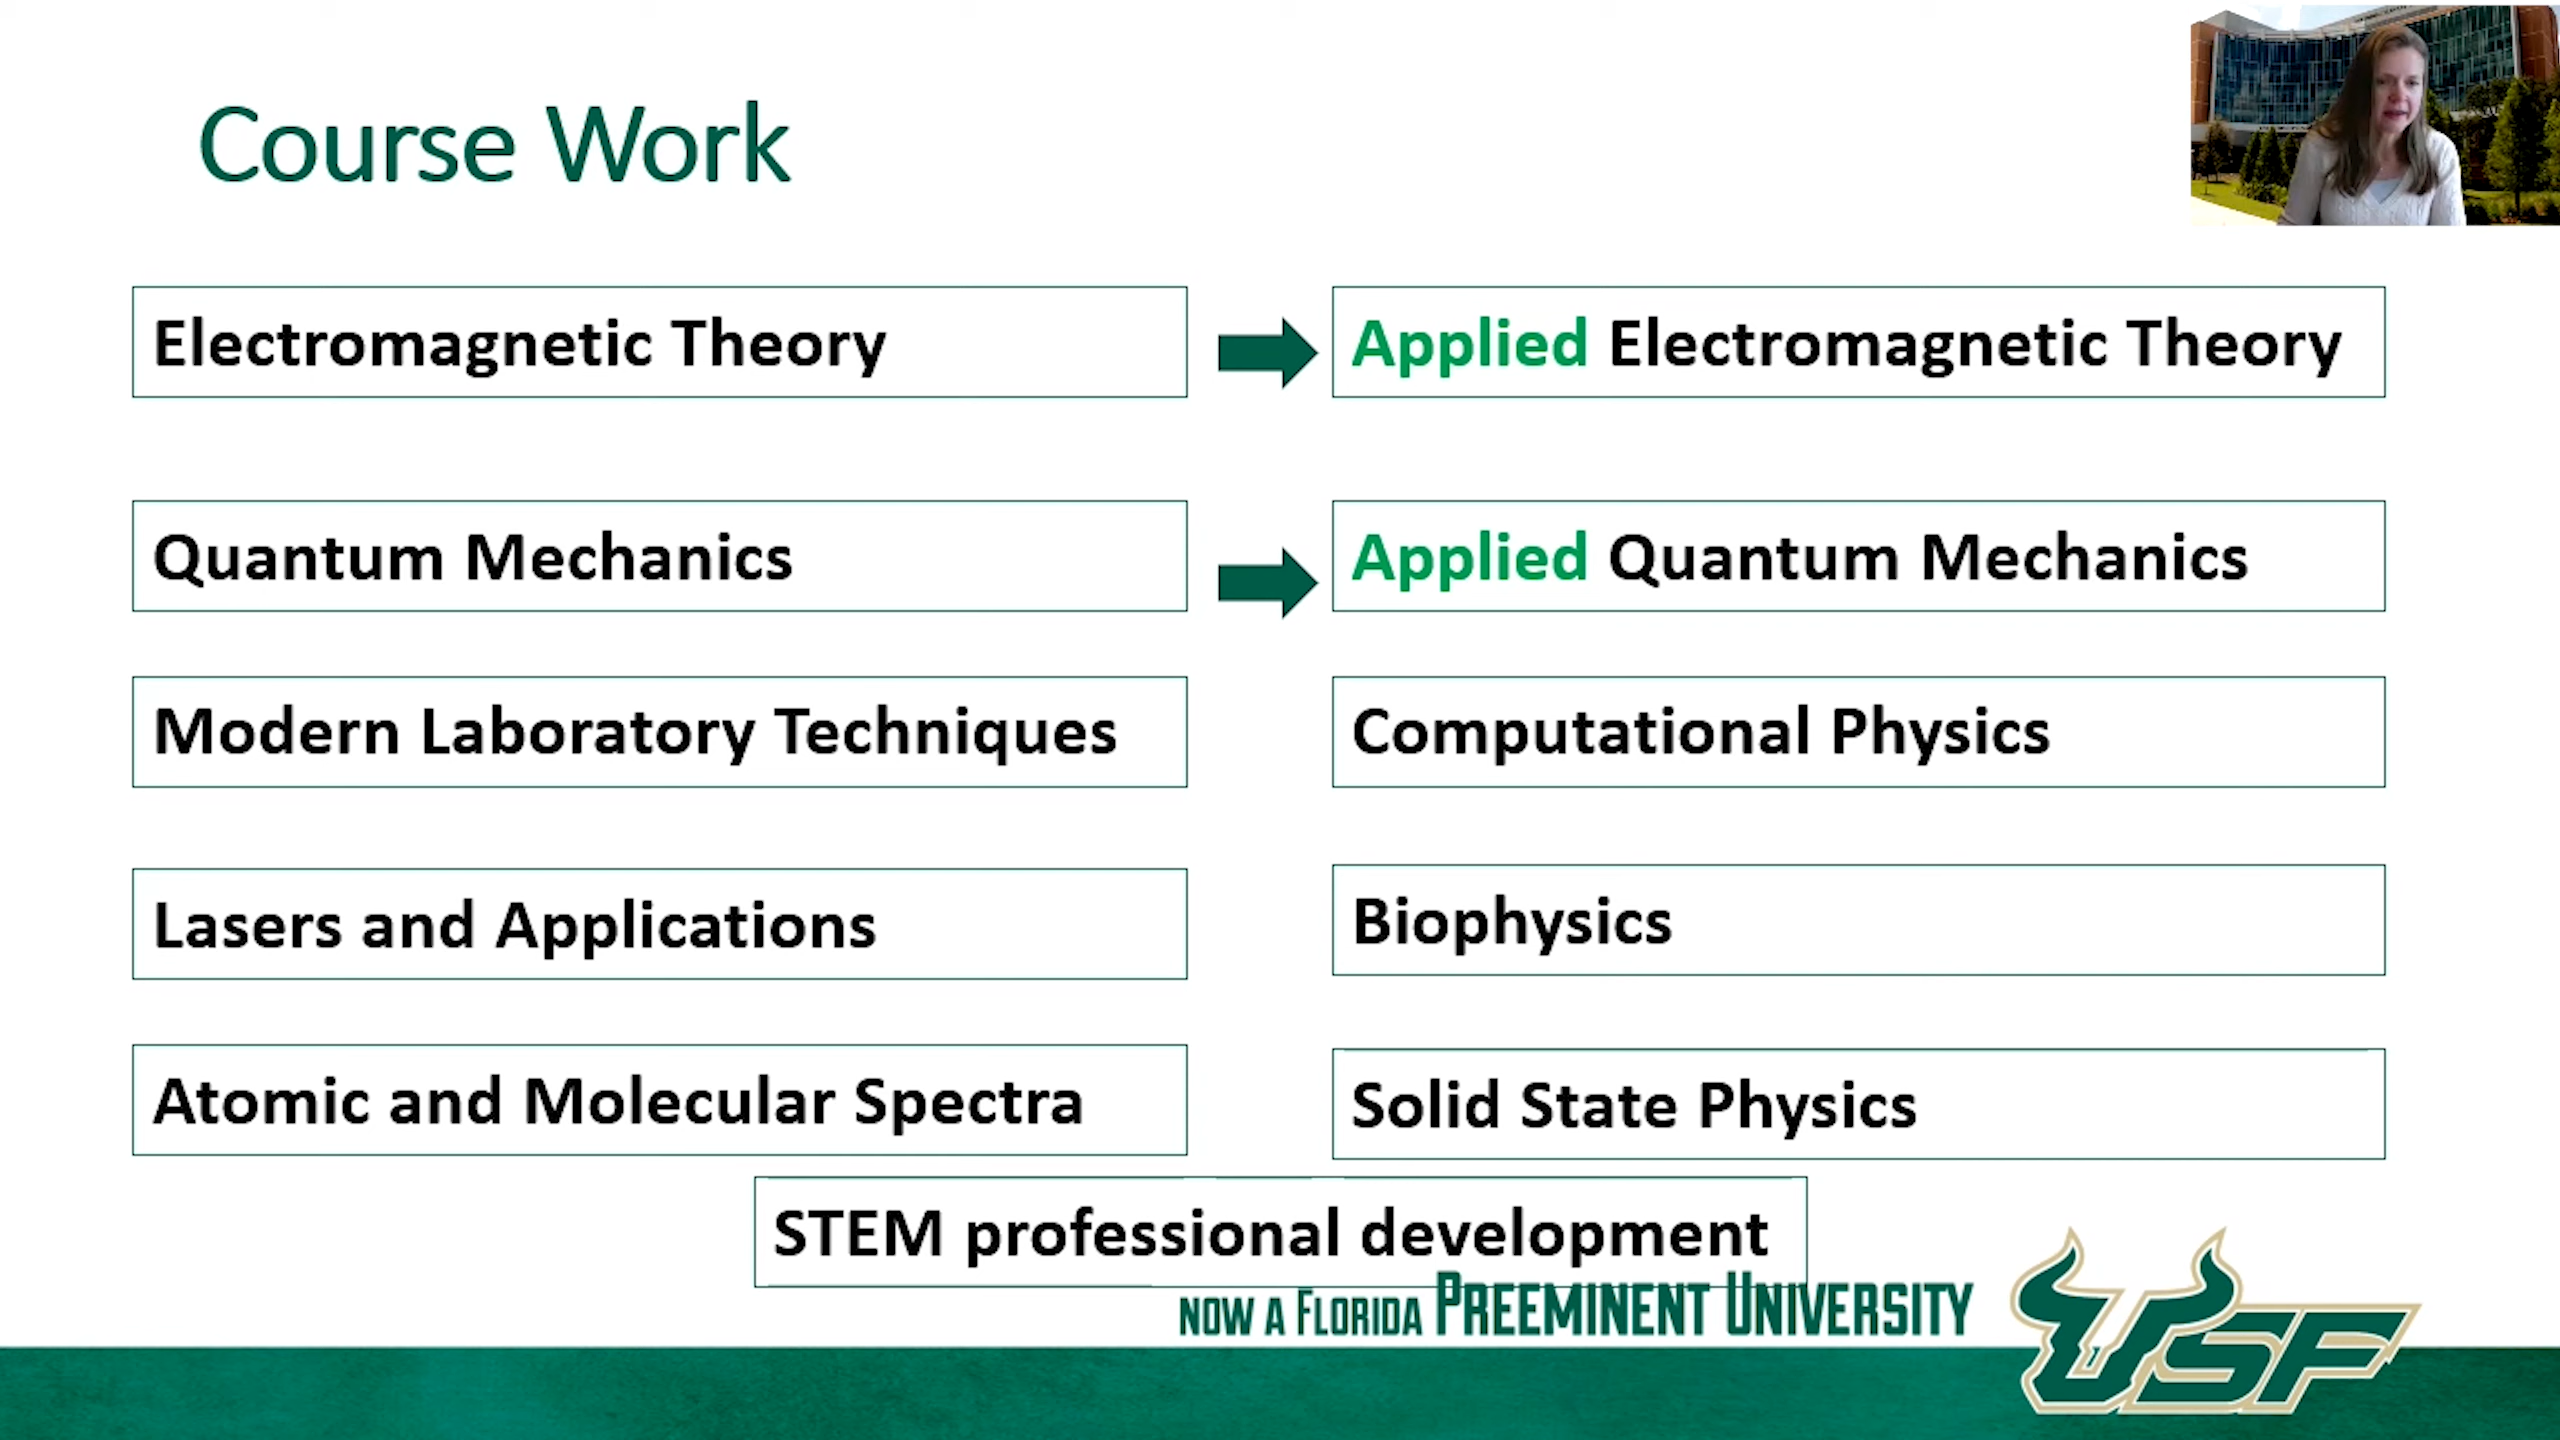 Course Work
Electromagnetic Theory
Applied Electromagnetic Theory
Quantum Mechanics
Applied Quantum Mechanics
Modern Laboratory Techniques
Computational Physics
Lasers and Applications
Biophysics
Atomic and Molecular Spectra
Solid State Physics
STEM professional development
NOW A FLORIDA PREEMINENT UNIVERSITY
USF